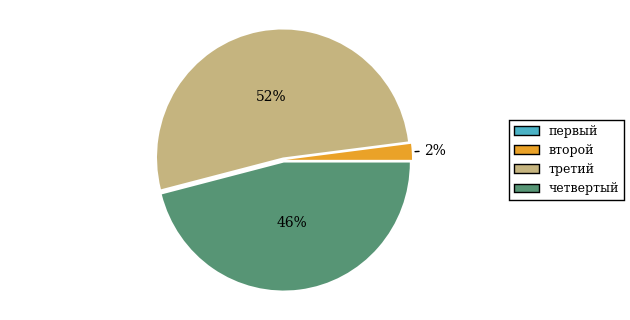 52%
2%
46%
первый
второй
третий
четвертый